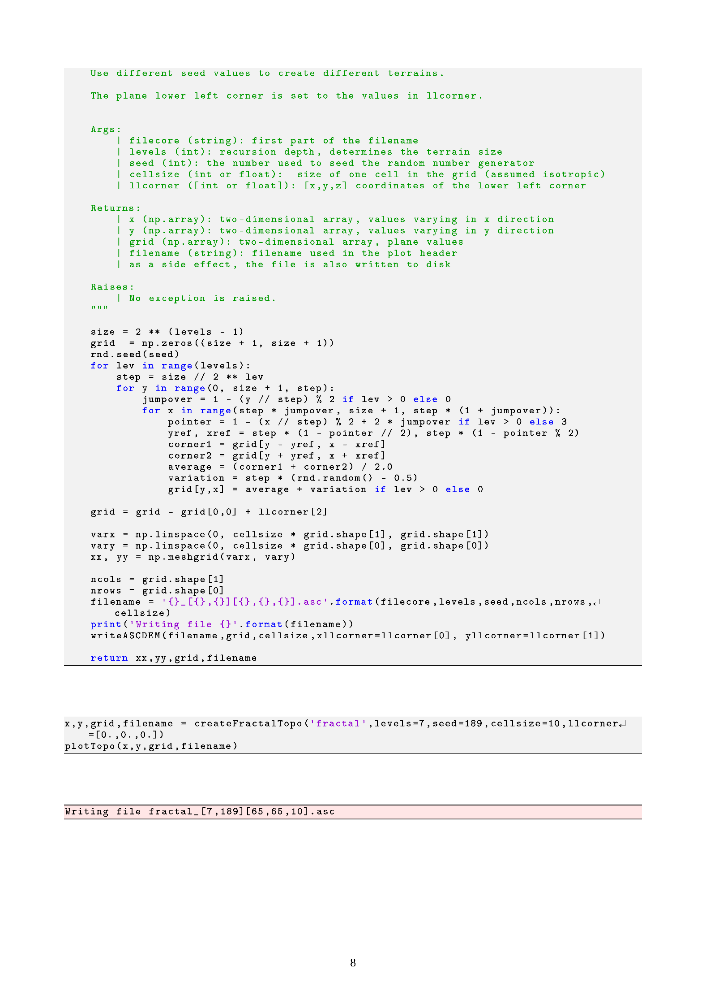 Use different seed values to create different terrains.
The plane lower left corner is set to the values in llcorner.
Args:
| filecore (string): first part of the filename
| levels (int): recursion depth, determines the terrain size
| seed (int): the number used to seed the random number generator
| cellsize (int or float):  size of one cell in the grid (assumed isotropic)
| llcorner ([int or float]): [x,y,z] coordinates of the lower left corner
Returns:
| x (np.array): two-dimensional array, values varying in x direction
| y (np.array): two-dimensional array, values varying in y direction
| grid (np.array): two-dimensional array, plane values
| filename (string): filename used in the plot header
| as a side effect, the file is also written to disk
Raises:
| No exception is raised.
"""
size = 2 ** (levels - 1)
grid  = np.zeros((size + 1, size + 1))
rnd.seed(seed)
for lev in range(levels):
step = size // 2 ** lev
for y in range(0, size + 1, step):
jumpover = 1 - (y // step) % 2 if lev > 0 else 0
for x in range(step * jumpover, size + 1, step * (1 + jumpover)):
pointer = 1 - (x // step) % 2 + 2 * jumpover if lev > 0 else 3
yref, xref = step * (1 - pointer // 2), step * (1 - pointer % 2)
corner1 = grid[y - yref, x - xref]
corner2 = grid[y + yref, x + xref]
average = (corner1 + corner2) / 2.0
variation = step * (rnd.random() - 0.5)
grid[y,x] = average + variation if lev > 0 else 0
grid = grid - grid[0,0] + llcorner[2]
varx = np.linspace(0, cellsize * grid.shape[1], grid.shape[1])
vary = np.linspace(0, cellsize * grid.shape[0], grid.shape[0])
xx, yy = np.meshgrid(varx, vary)
ncols = grid.shape[1]
nrows = grid.shape[0]
filename = '{}_[{},{}][{},{},{}].asc'.format(filecore,levels,seed,ncols,nrows,↵
cellsize)
print('Writing file {}'.format(filename))
writeASCDEM(filename,grid,cellsize,xllcorner=llcorner[0], yllcorner=llcorner[1])
return xx,yy,grid,filename
x,y,grid,filename = createFractalTopo('fractal',levels=7,seed=189,cellsize=10,llcorner↵
=[0.,0.,0.])
plotTopo(x,y,grid,filename)
Writing file fractal_[7,189][65,65,10].asc
8